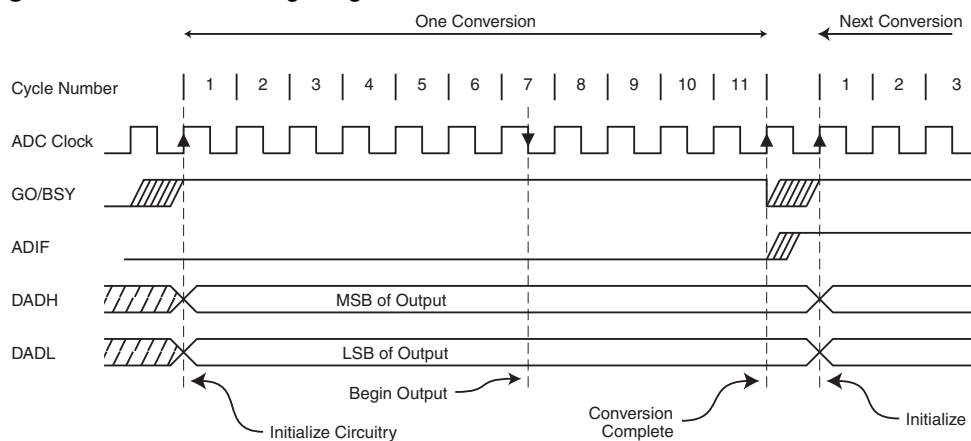 One Conversion
Next Conversion
Cycle Number 1 2 3 4 5 6 7 8 9 10 11 1 2 3
ADC Clock
GO/BSY
ADIF
DADH MSB of Output
DADL LSB of Output
Begin Output
Initialize Circuitry
Conversion
Complete
Initialize